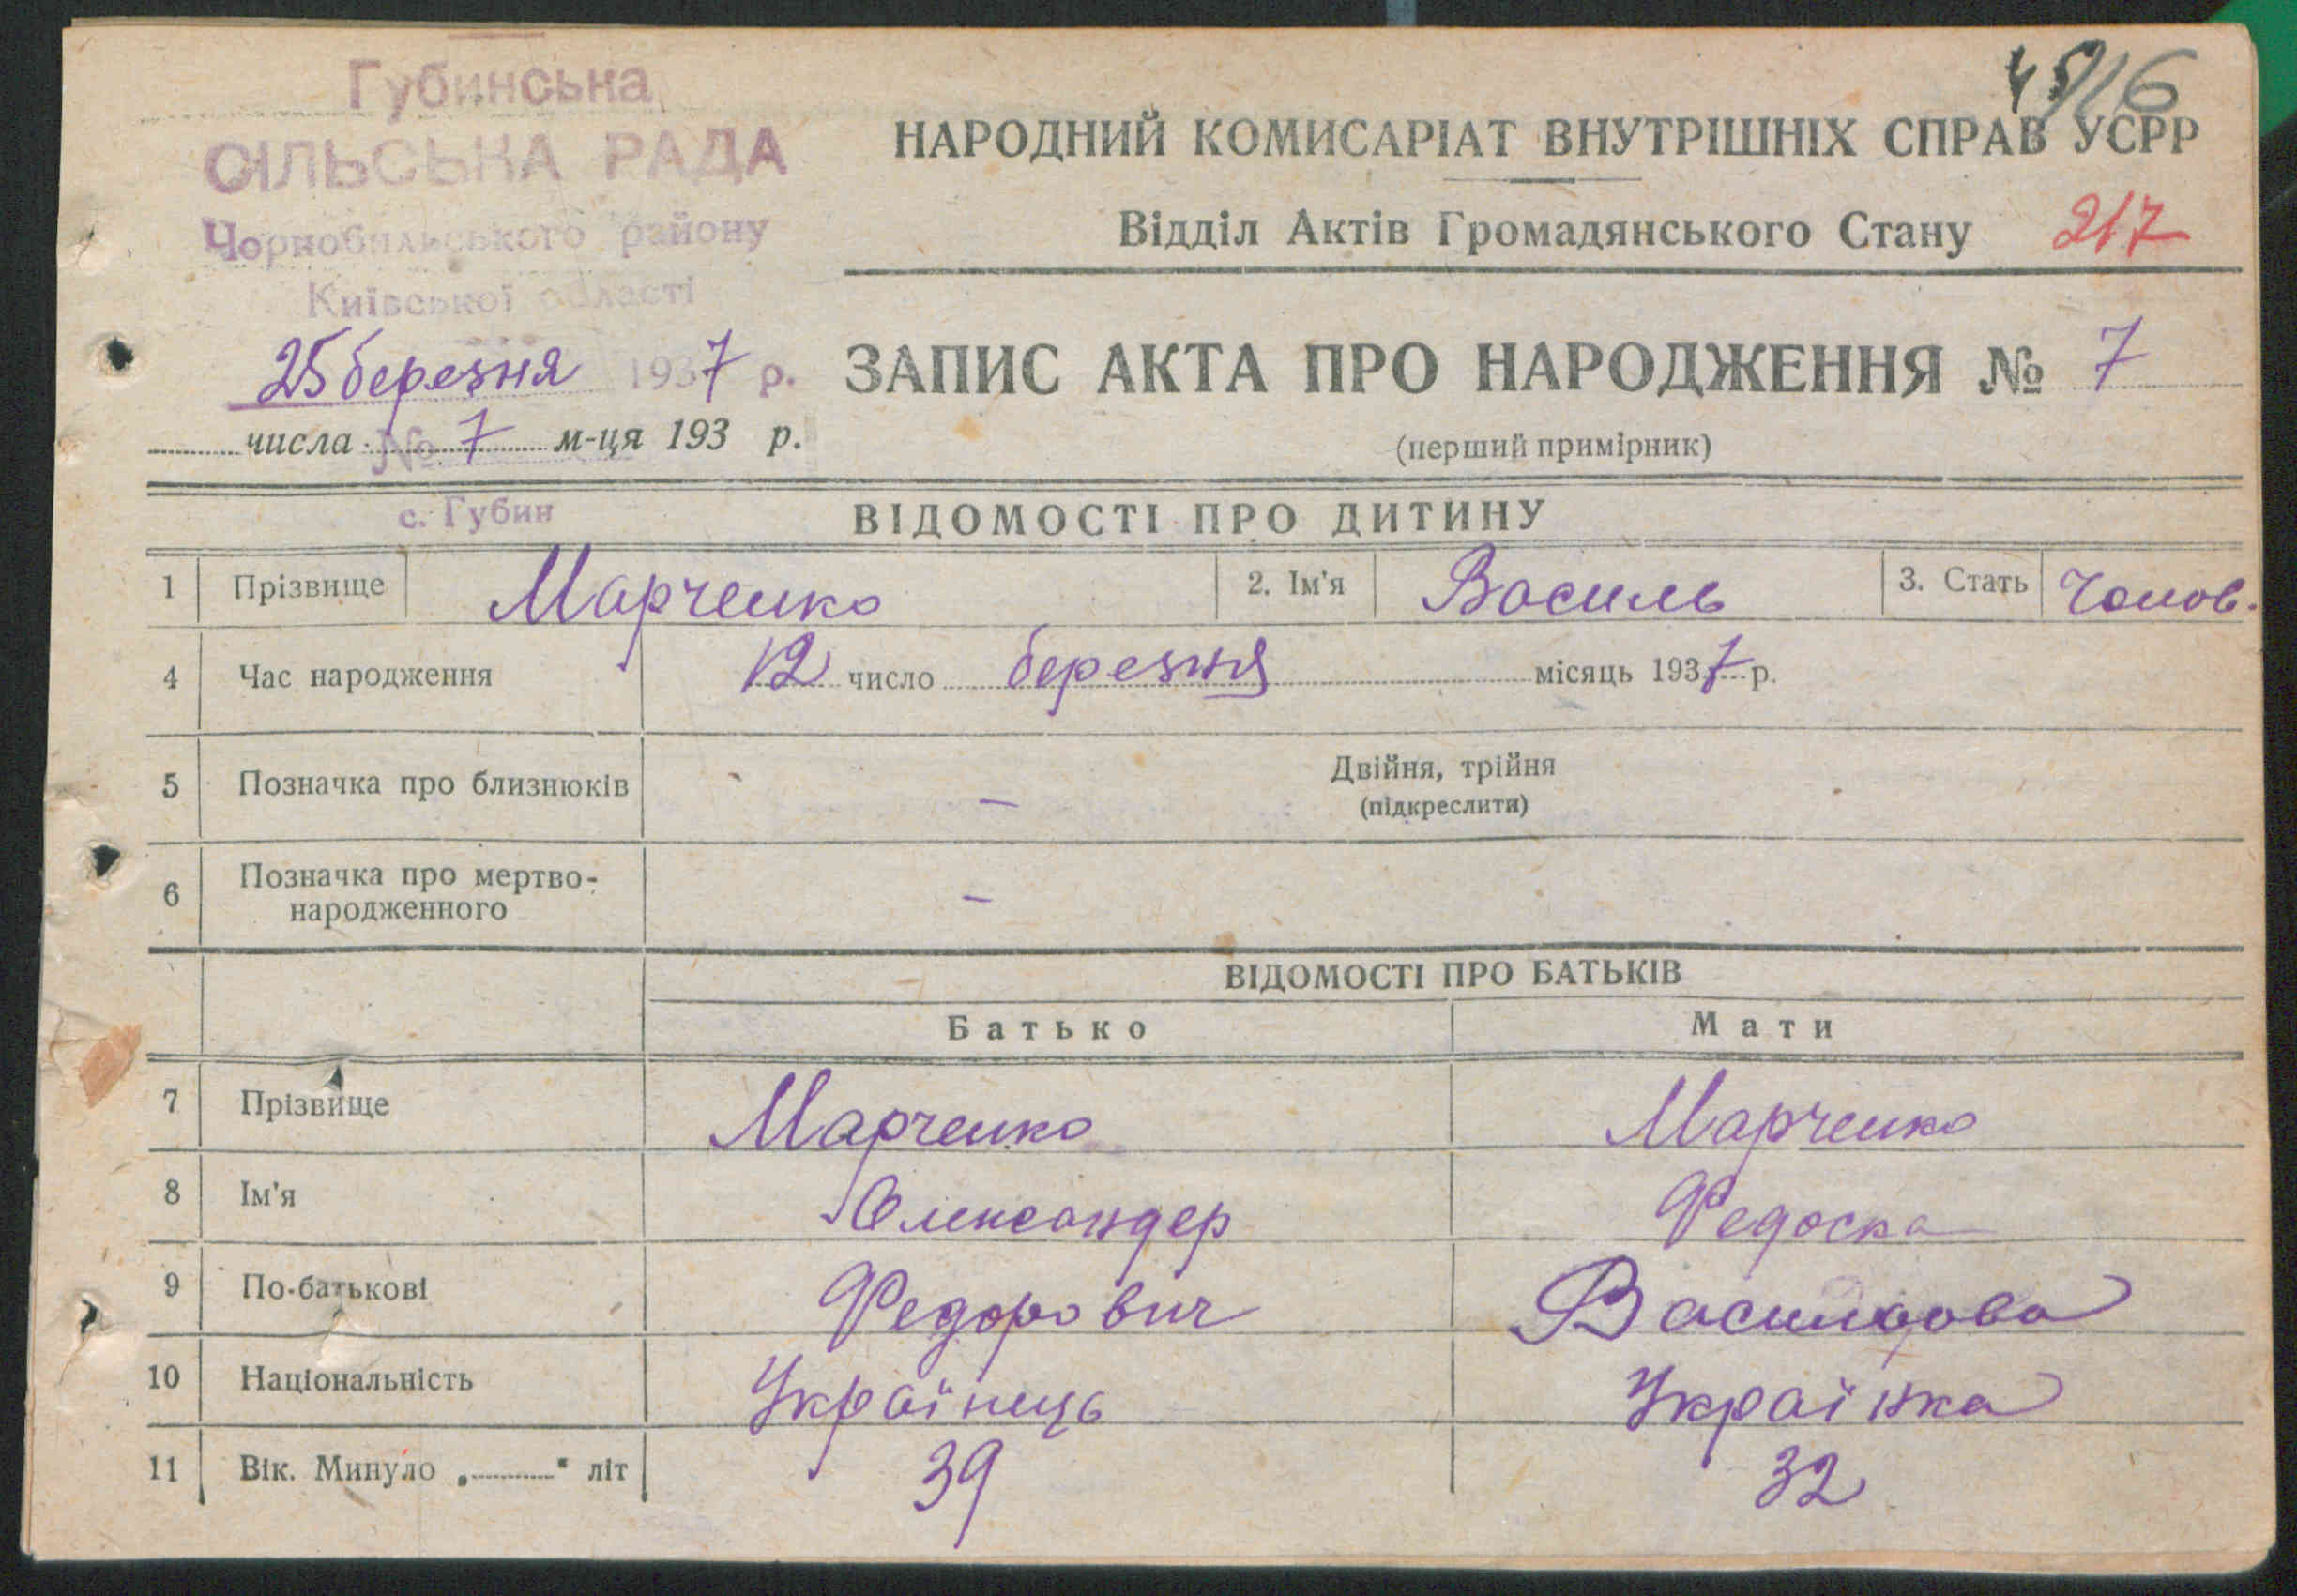 Губинська
СІЛЬСЬКА РАДА
Чорнобильського району
Київської області
25 березня 1937 р.
№ 7
числа м-ця 193 р.
с. Губин
216
НАРОДНИЙ КОМИСАРІАТ ВНУТРІШНІХ СПРАВ УСРР
Відділ Актів Громадянського Стану 217
ЗАПИС АКТА ПРО НАРОДЖЕННЯ № 7
(перший примірник)
ВІДОМОСТІ ПРО ДИТИНУ
1 Прізвище Марченко 2. Ім'я Василь 3. Стать Чолов.
4 Час народження 12 число березня місяць 1937 р.
5 Позначка про близнюків – Двійня, трійня
(підкреслити)
6 Позначка про мертво-
народженного –
ВІДОМОСТІ ПРО БАТЬКІВ
Батько Мати
7 Прізвище Марченко Марченко
8 Ім'я Олександер Федоска
9 По-батькові Федорович
10 Національність Українець Українка
11 Вік. Минуло „ " літ 39 32